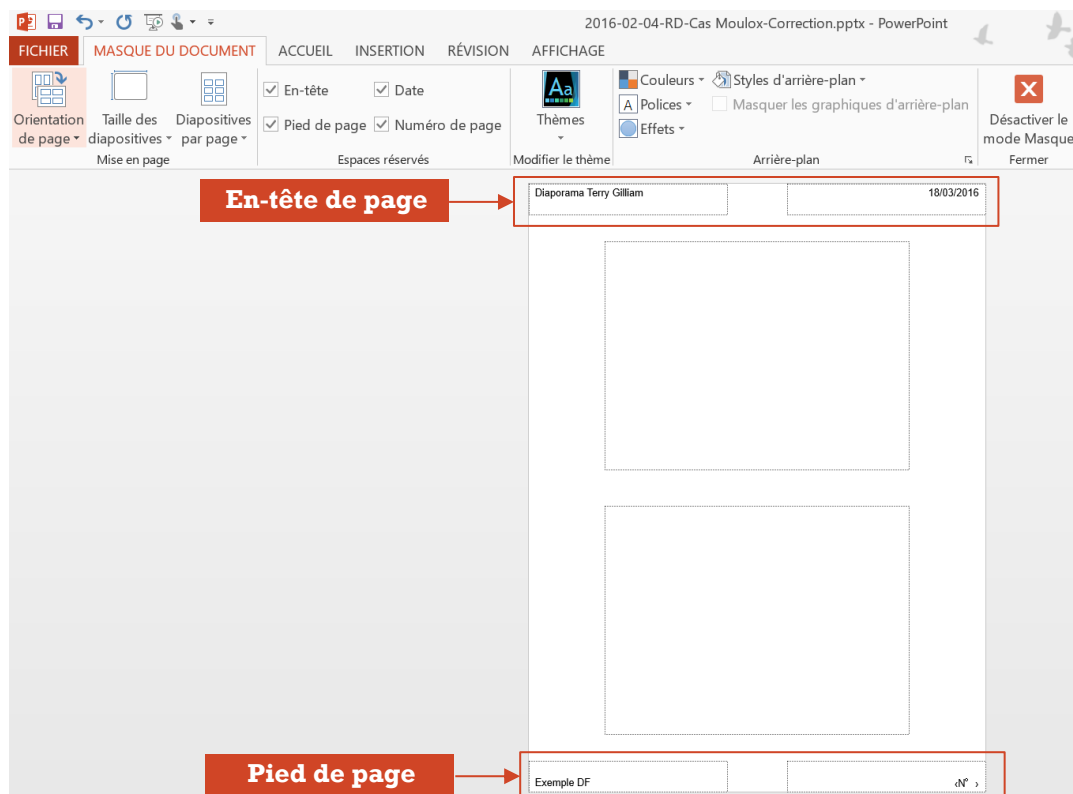 2016-02-04-RD-Cas Moulox-Correction.pptx - PowerPoint
FICHIER MASQUE DU DOCUMENT ACCUEIL INSERTION RÉVISION AFFICHAGE
Orientation de page
Taille des diapositives
Diapositives par page
Mise en page
En-tête
Date
Pied de page
Numéro de page
Espaces réservés
Aa
Thèmes
Modifier le thème
Couleurs
Styles d'arrière-plan
A Polices
Masquer les graphiques d'arrière-plan
Effets
Arrière-plan
Désactiver le
mode Masque
Fermer
En-tête de page
Diaporama Terry Gilliam
18/03/2016
Pied de page
Exemple DF
‹N° ›